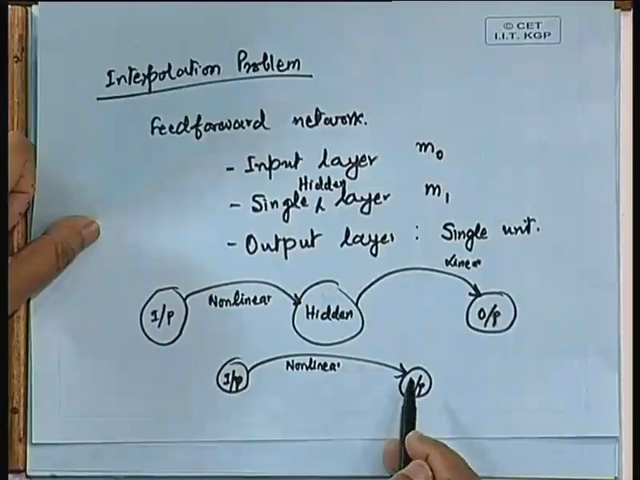 © CET
I.I.T. KGP
Interpolation Problem
Feedforward network.
- Input layer m₀
Hidden
- Single layer m₁
- Output layer : Single unit.
Linear
Nonlinear
I/p Hidden O/p
Nonlinear
I/p O/p